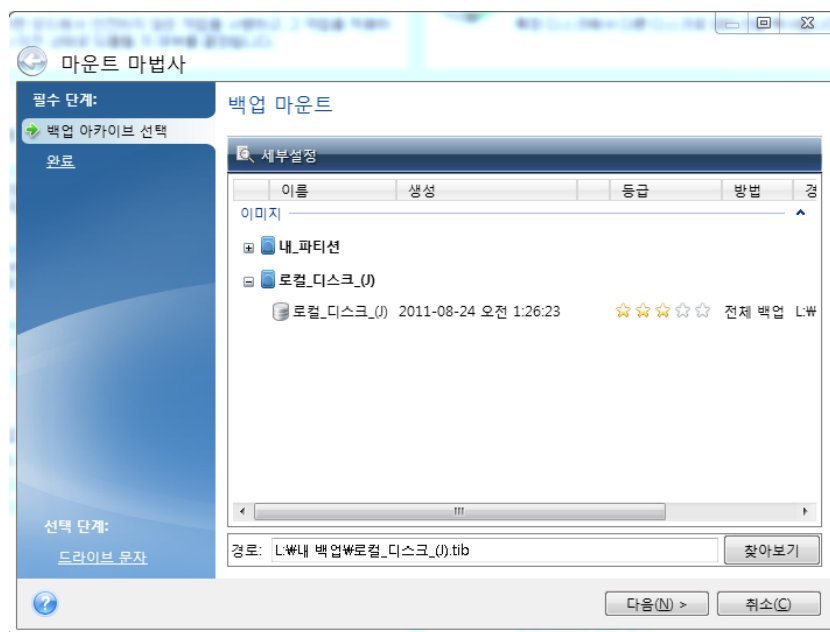 마운트 마법사
필수 단계:
백업 아카이브 선택
완료
백업 마운트
세부설정
이름 생성 등급 방법 경
이미지
내_파티션
로컬_디스크_(J)
로컬_디스크_(J) 2011-08-24 오전 1:26:23 전체 백업 L:₩
선택 단계:
드라이브 문자
경로: L:₩내 백업₩로컬_디스크_(J).tib 찾아보기
다음(N) > 취소(C)